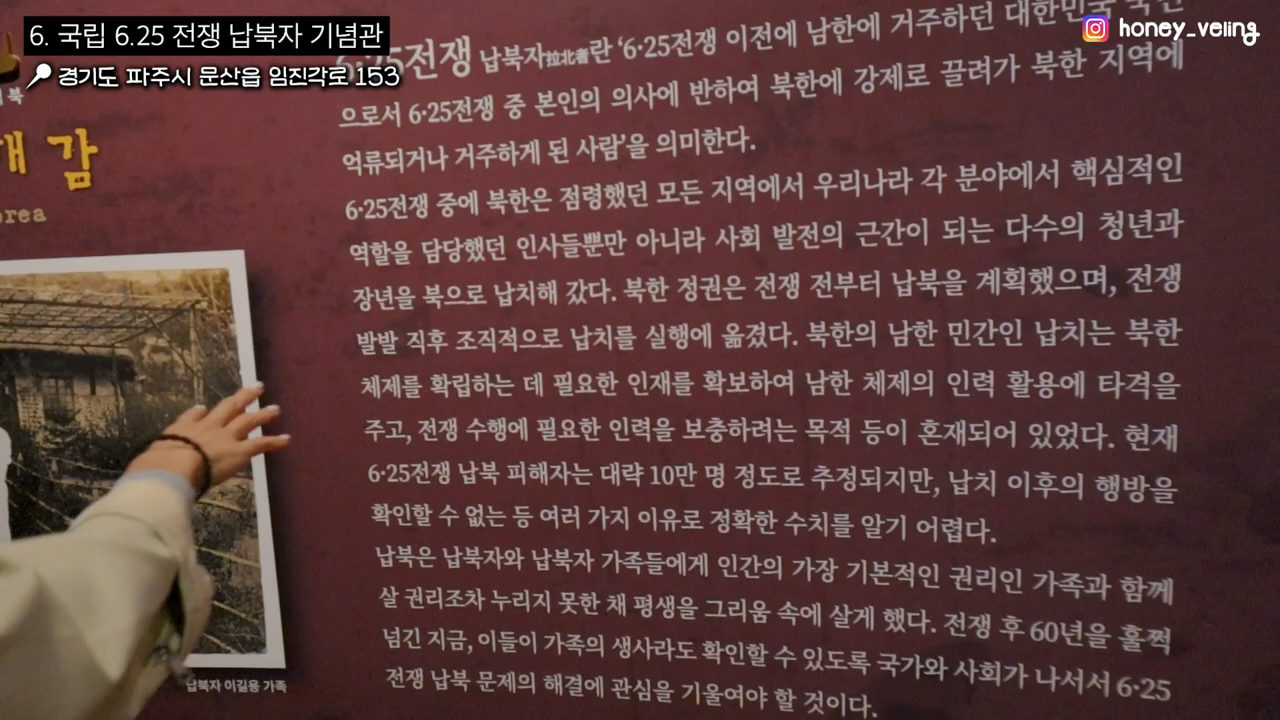 6. 국립 6.25 전쟁 납북자 기념관
경기도 파주시 문산읍 임진각로 153
honey_veling
북
개 감
orea
전쟁 납북자拉北者란 ‘6·25전쟁 이전에 남한에 거주하던 대한민국
으로서 6·25전쟁 중 본인의 의사에 반하여 북한에 강제로 끌려가 북한 지역에
억류되거나 거주하게 된 사람’을 의미한다.
6·25전쟁 중에 북한은 점령했던 모든 지역에서 우리나라 각 분야에서 핵심적인
역할을 담당했던 인사들뿐만 아니라 사회 발전의 근간이 되는 다수의 청년과
장년을 북으로 납치해 갔다. 북한 정권은 전쟁 전부터 납북을 계획했으며, 전쟁
발발 직후 조직적으로 납치를 실행에 옮겼다. 북한의 남한 민간인 납치는 북한
체제를 확립하는 데 필요한 인재를 확보하여 남한 체제의 인력 활용에 타격을
주고, 전쟁 수행에 필요한 인력을 보충하려는 목적 등이 혼재되어 있었다. 현재
6·25전쟁 납북 피해자는 대략 10만 명 정도로 추정되지만, 납치 이후의 행방을
확인할 수 없는 등 여러 가지 이유로 정확한 수치를 알기 어렵다.
납북은 납북자와 납북자 가족들에게 인간의 가장 기본적인 권리인 가족과 함께
살 권리조차 누리지 못한 채 평생을 그리움 속에 살게 했다. 전쟁 후 60년을 훌쩍
넘긴 지금, 이들이 가족의 생사라도 확인할 수 있도록 국가와 사회가 나서서 6·25
전쟁 납북 문제의 해결에 관심을 기울여야 할 것이다.
납북자 이길용 가족